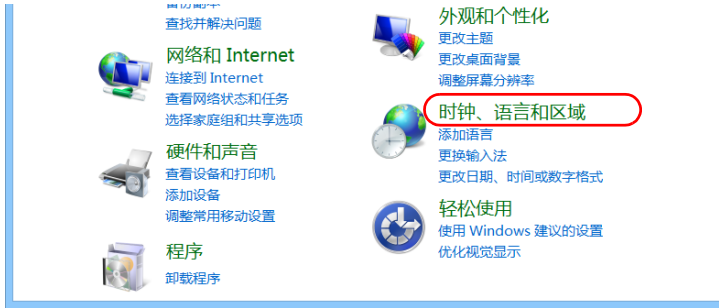 备份副本
查找并解决问题
网络和 Internet
连接到 Internet
查看网络状态和任务
选择家庭组和共享选项
硬件和声音
查看设备和打印机
添加设备
调整常用移动设置
程序
卸载程序
外观和个性化
更改主题
更改桌面背景
调整屏幕分辨率
时钟、语言和区域
添加语言
更换输入法
更改日期、时间或数字格式
轻松使用
使用 Windows 建议的设置
优化视觉显示